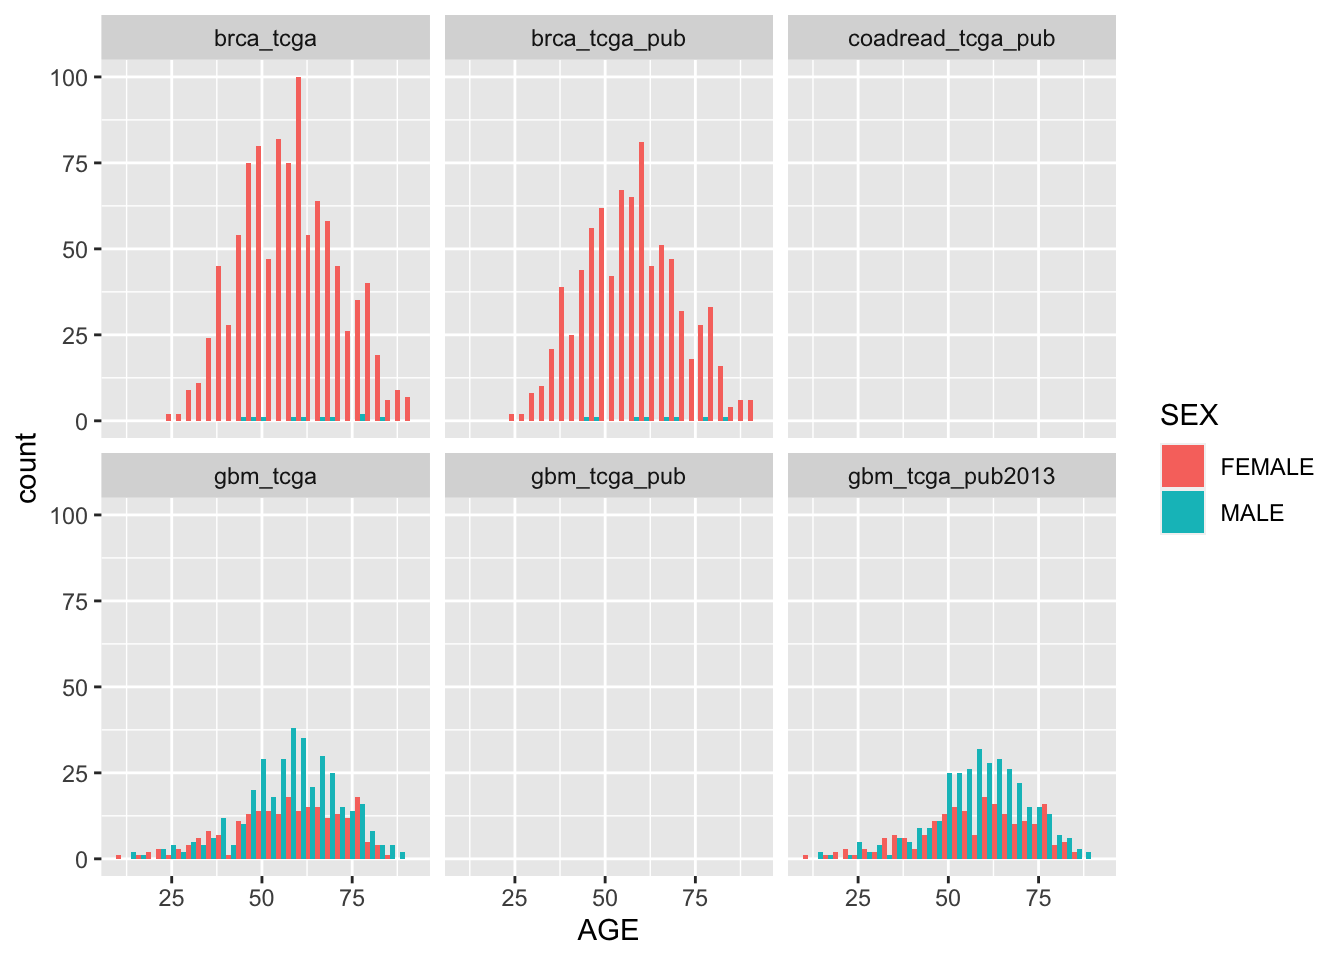 brca_tcga brca_tcga_pub coadread_tcga_pub
100
75
50
25
0
gbm_tcga gbm_tcga_pub gbm_tcga_pub2013
100
75
50
25
0
25 50 75 25 50 75 25 50 75
AGE
count
SEX
FEMALE
MALE